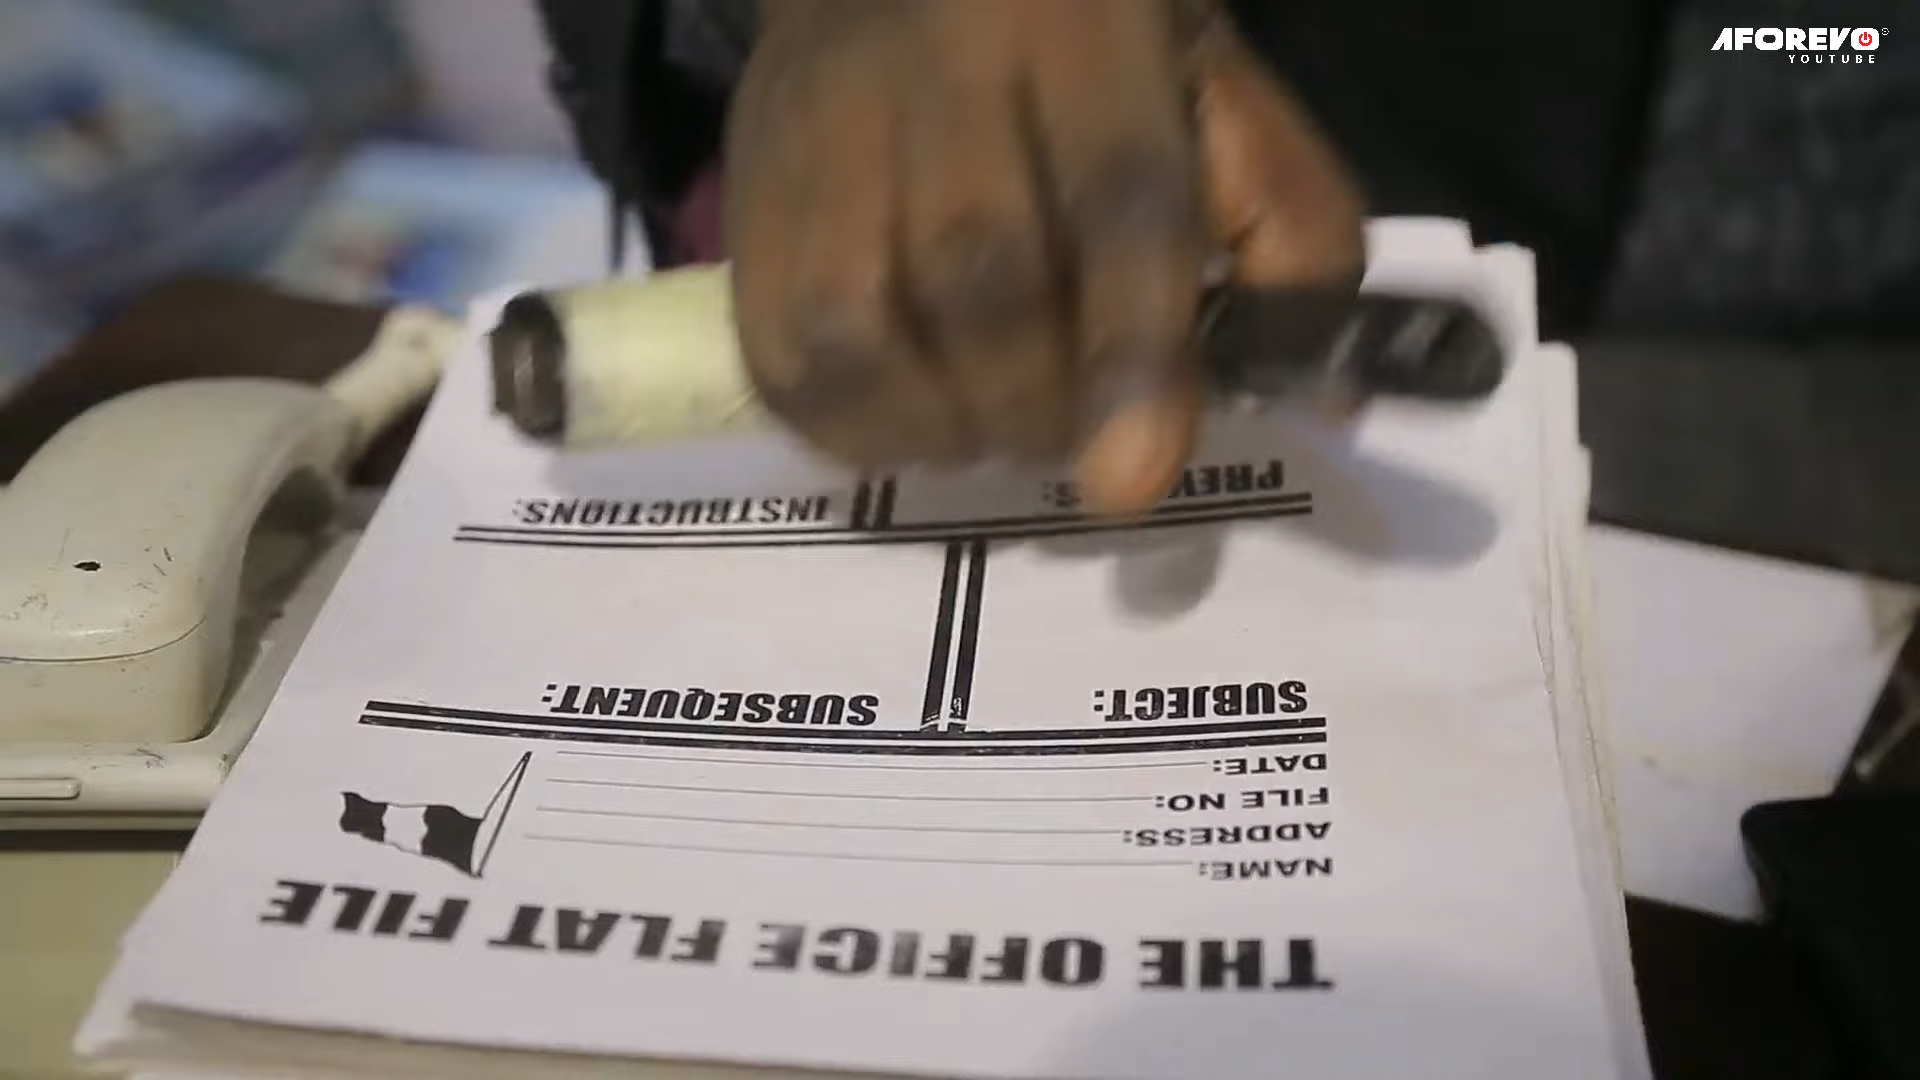 AFOREVO
YOUTUBE
THE OFFICE FLAT FILE
NAME:
ADDRESS:
FILE NO:
DATE:
SUBJECT:
SUBSEQUENT:
INSTRUCTIONS: